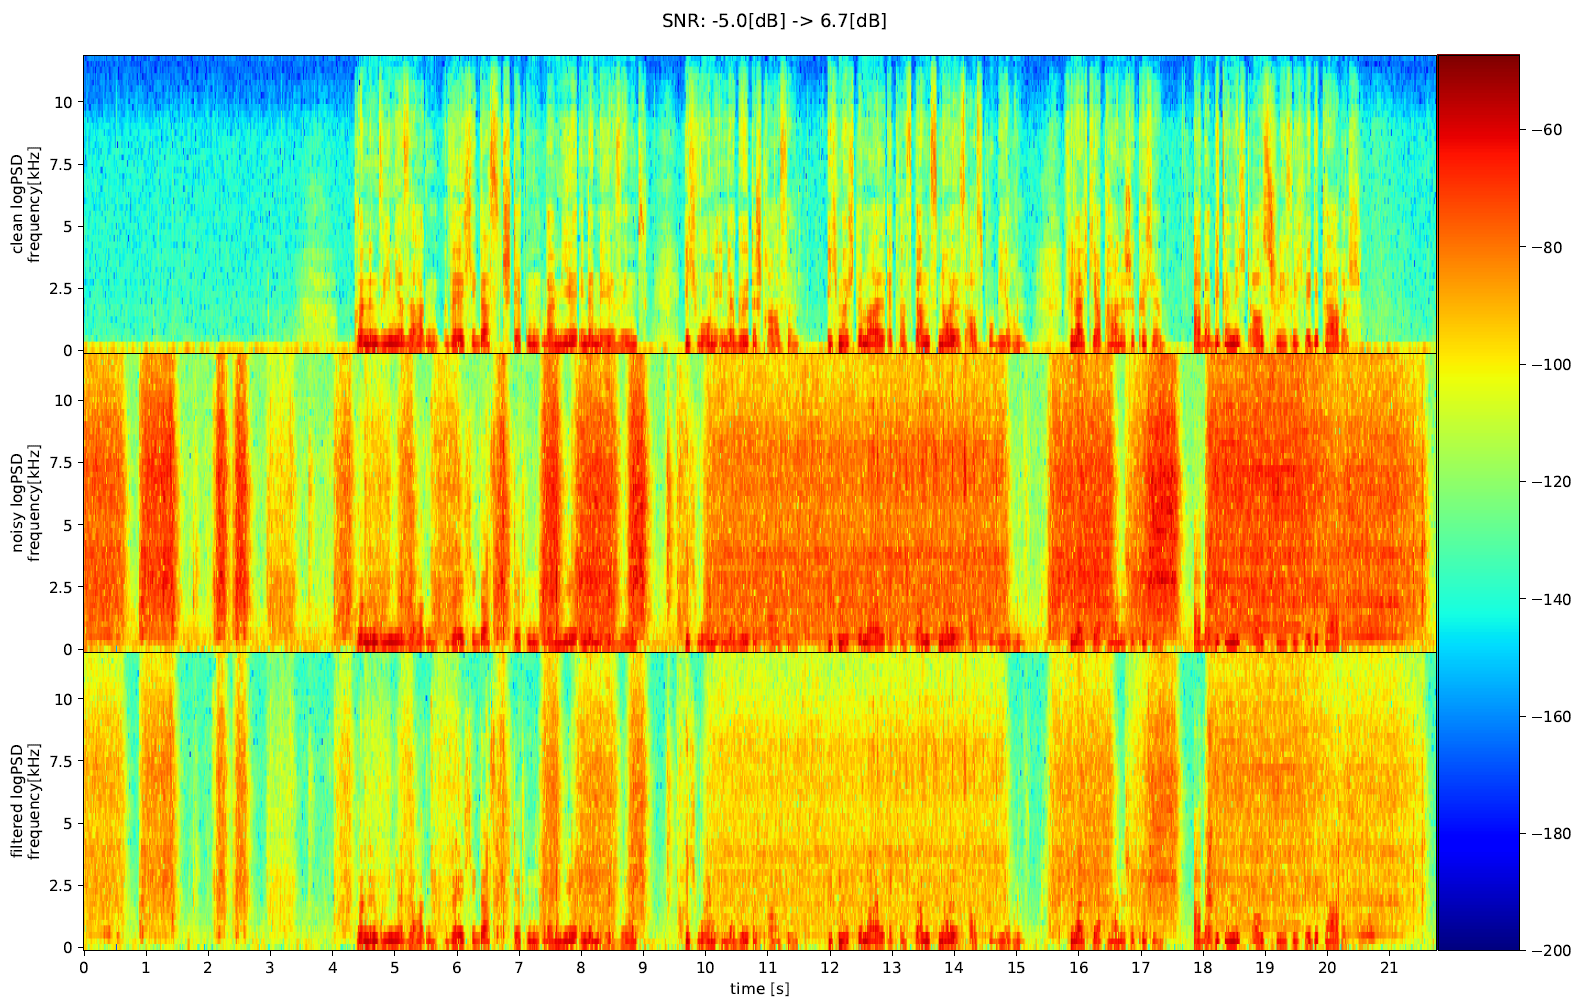 SNR: -5.0[dB] -> 6.7[dB]
clean logPSD
frequency[kHz]
10
7.5
5
2.5
0
noisy logPSD
frequency[kHz]
10
7.5
5
2.5
0
filtered logPSD
frequency[kHz]
10
7.5
5
2.5
0
0 1 2 3 4 5 6 7 8 9 10 11 12 13 14 15 16 17 18 19 20 21
time [s]
−60
−80
−100
−120
−140
−160
−180
−200